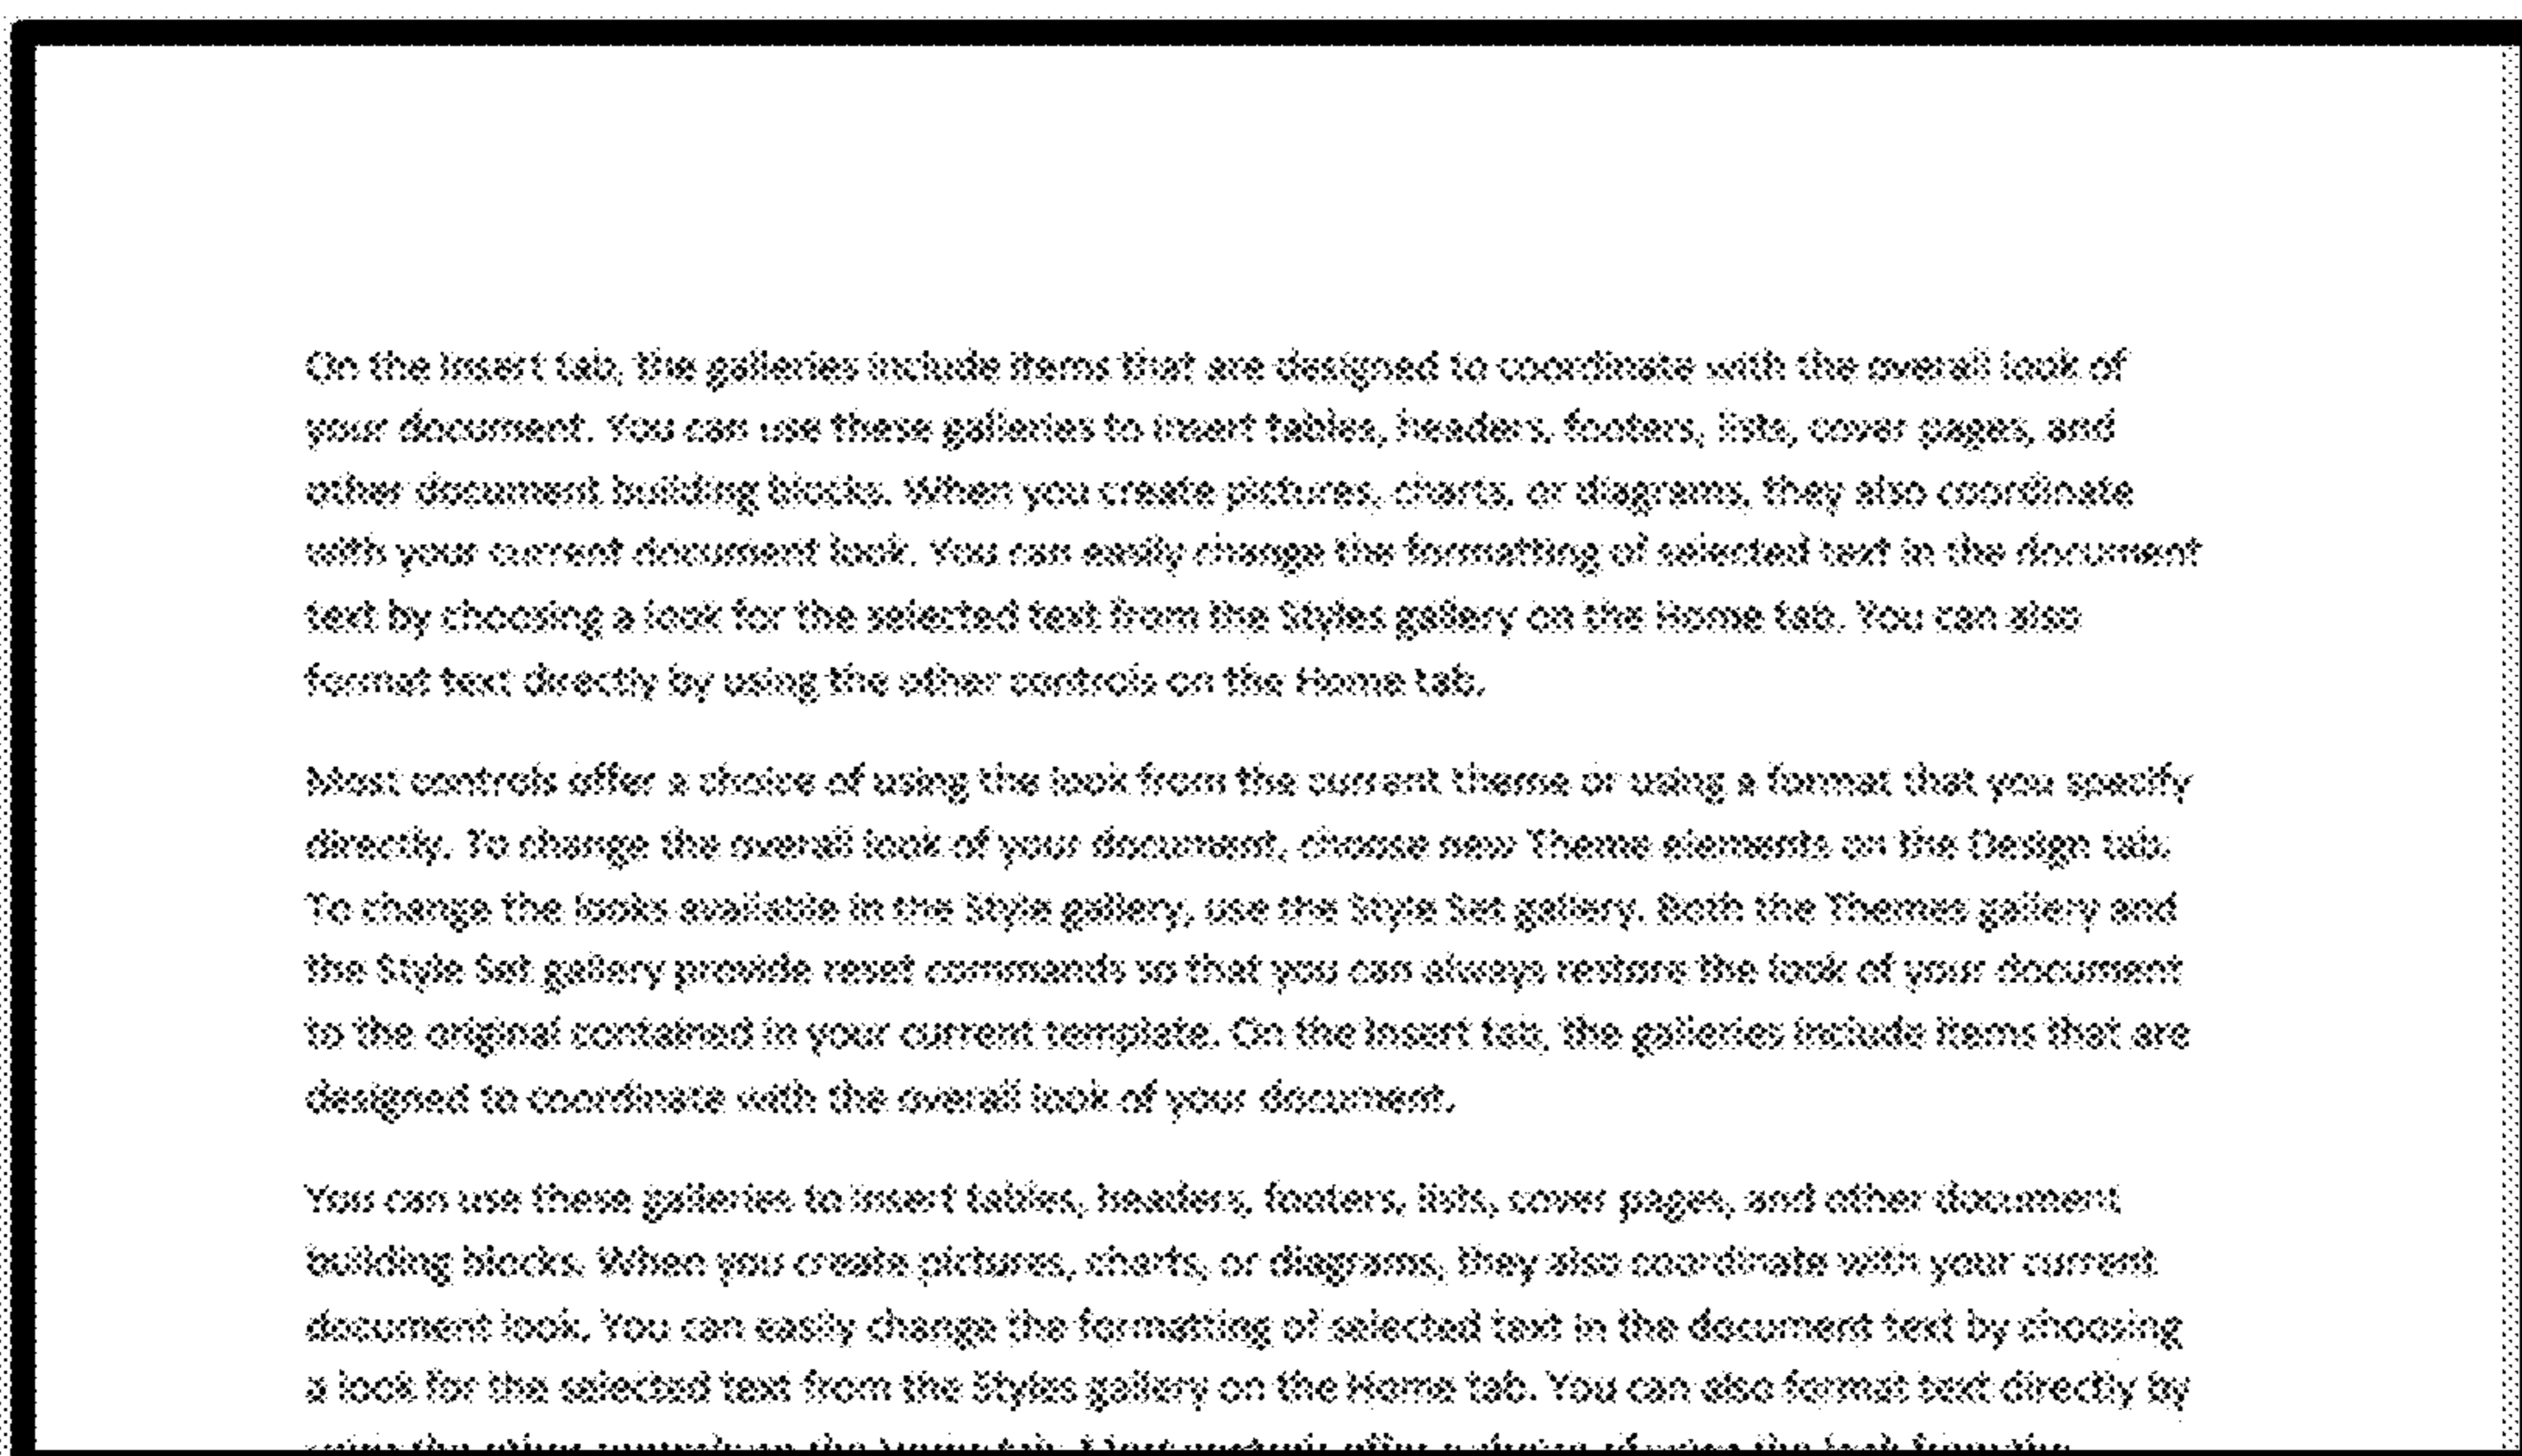 On the Insert tab, the galleries include items that are designed to coordinate with the overall look of
your document. You can use these galleries to insert tables, headers, footers, lists, cover pages, and
other document building blocks. When you create pictures, charts, or diagrams, they also coordinate
with your current document look. You can easily change the formatting of selected text in the document
text by choosing a look for the selected text from the Styles gallery on the Home tab. You can also
format text directly by using the other controls on the Home tab.
Most controls offer a choice of using the look from the current theme or using a format that you specify
directly. To change the overall look of your document, choose new Theme elements on the Design tab.
To change the looks available in the Style gallery, use the Style Set gallery. Both the Themes gallery and
the Style Set gallery provide reset commands so that you can always restore the look of your document
to the original contained in your current template. On the Insert tab, the galleries include items that are
designed to coordinate with the overall look of your document.
You can use these galleries to insert tables, headers, footers, lists, cover pages, and other document
building blocks. When you create pictures, charts, or diagrams, they also coordinate with your current
document look. You can easily change the formatting of selected text in the document text by choosing
a look for the selected text from the Styles gallery on the Home tab. You can also format text directly by